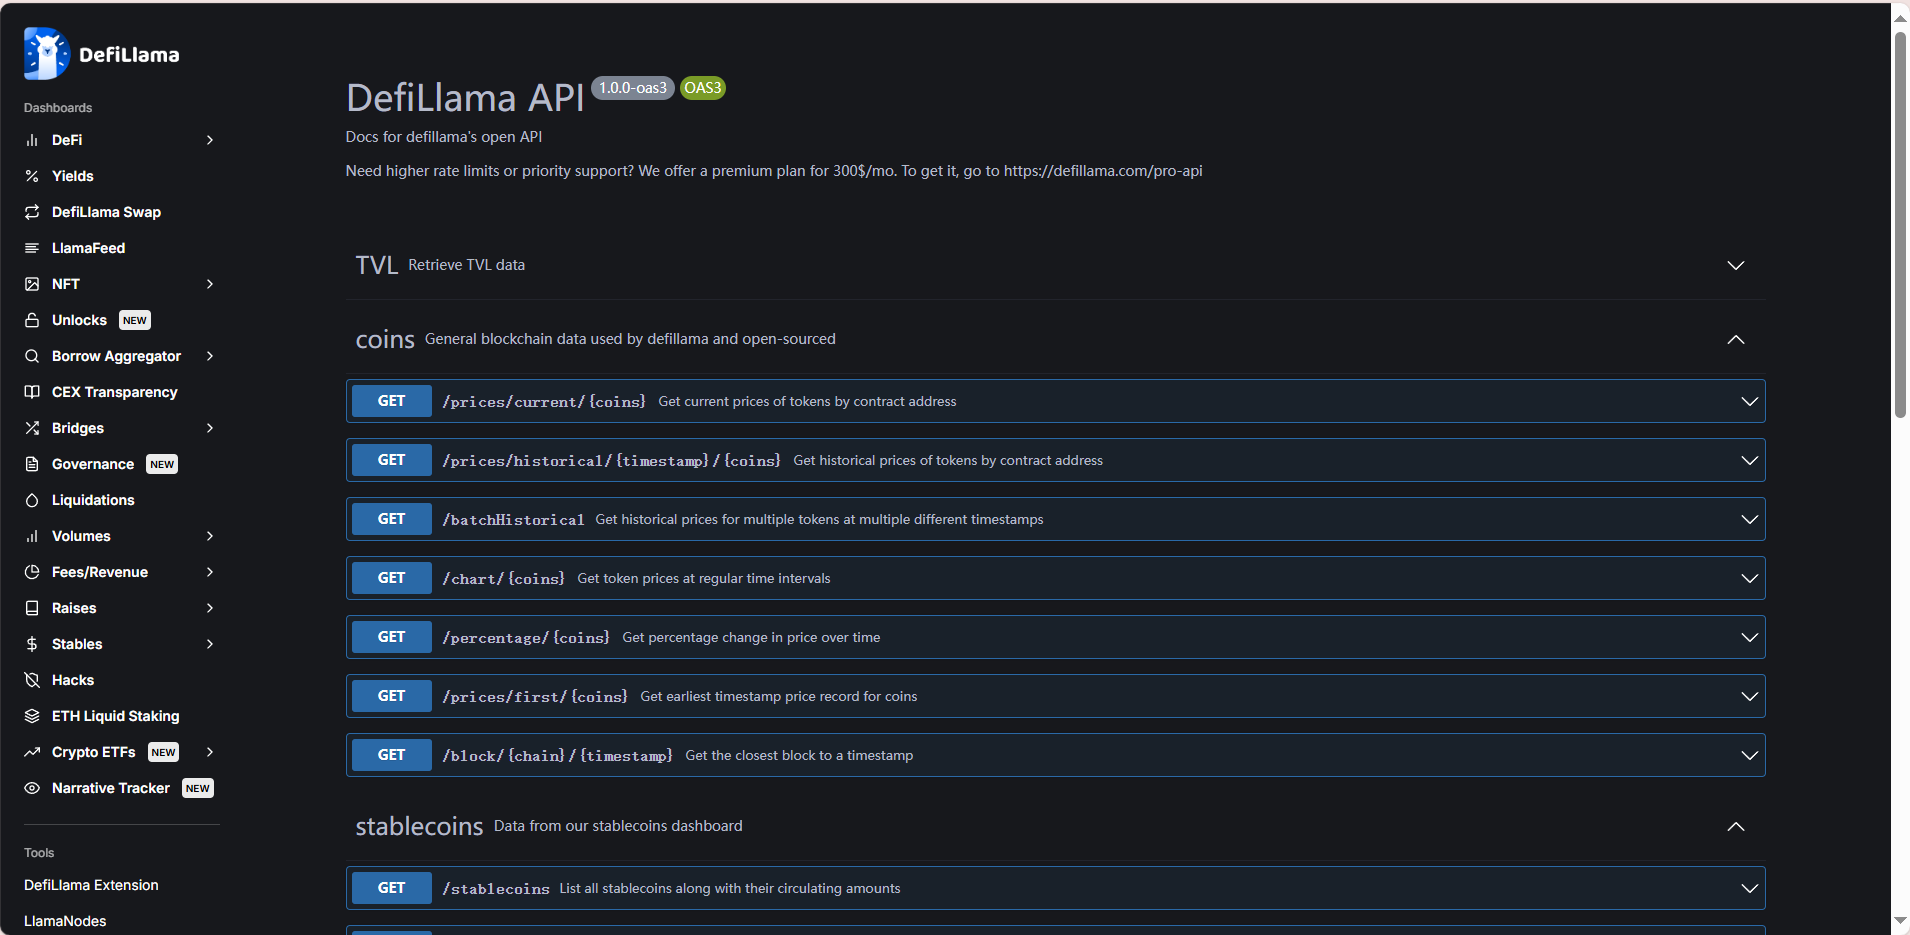 DefiLlama
Dashboards
DeFi
Yields
DefiLlama Swap
LlamaFeed
NFT
Unlocks NEW
Borrow Aggregator
CEX Transparency
Bridges
Governance NEW
Liquidations
Volumes
Fees/Revenue
Raises
Stables
Hacks
ETH Liquid Staking
Crypto ETFs NEW
Narrative Tracker NEW
Tools
DefiLlama Extension
LlamaNodes
DefiLlama API 1.0.0-oas3 OAS3
Docs for defillama's open API
Need higher rate limits or priority support? We offer a premium plan for 300$/mo. To get it, go to https://defillama.com/pro-api
TVL Retrieve TVL data
coins General blockchain data used by defillama and open-sourced
GET /prices/current/{coins} Get current prices of tokens by contract address
GET /prices/historical/{timestamp}/{coins} Get historical prices of tokens by contract address
GET /batchHistorical Get historical prices for multiple tokens at multiple different timestamps
GET /chart/{coins} Get token prices at regular time intervals
GET /percentage/{coins} Get percentage change in price over time
GET /prices/first/{coins} Get earliest timestamp price record for coins
GET /block/{chain}/{timestamp} Get the closest block to a timestamp
stablecoins Data from our stablecoins dashboard
GET /stablecoins List all stablecoins along with their circulating amounts